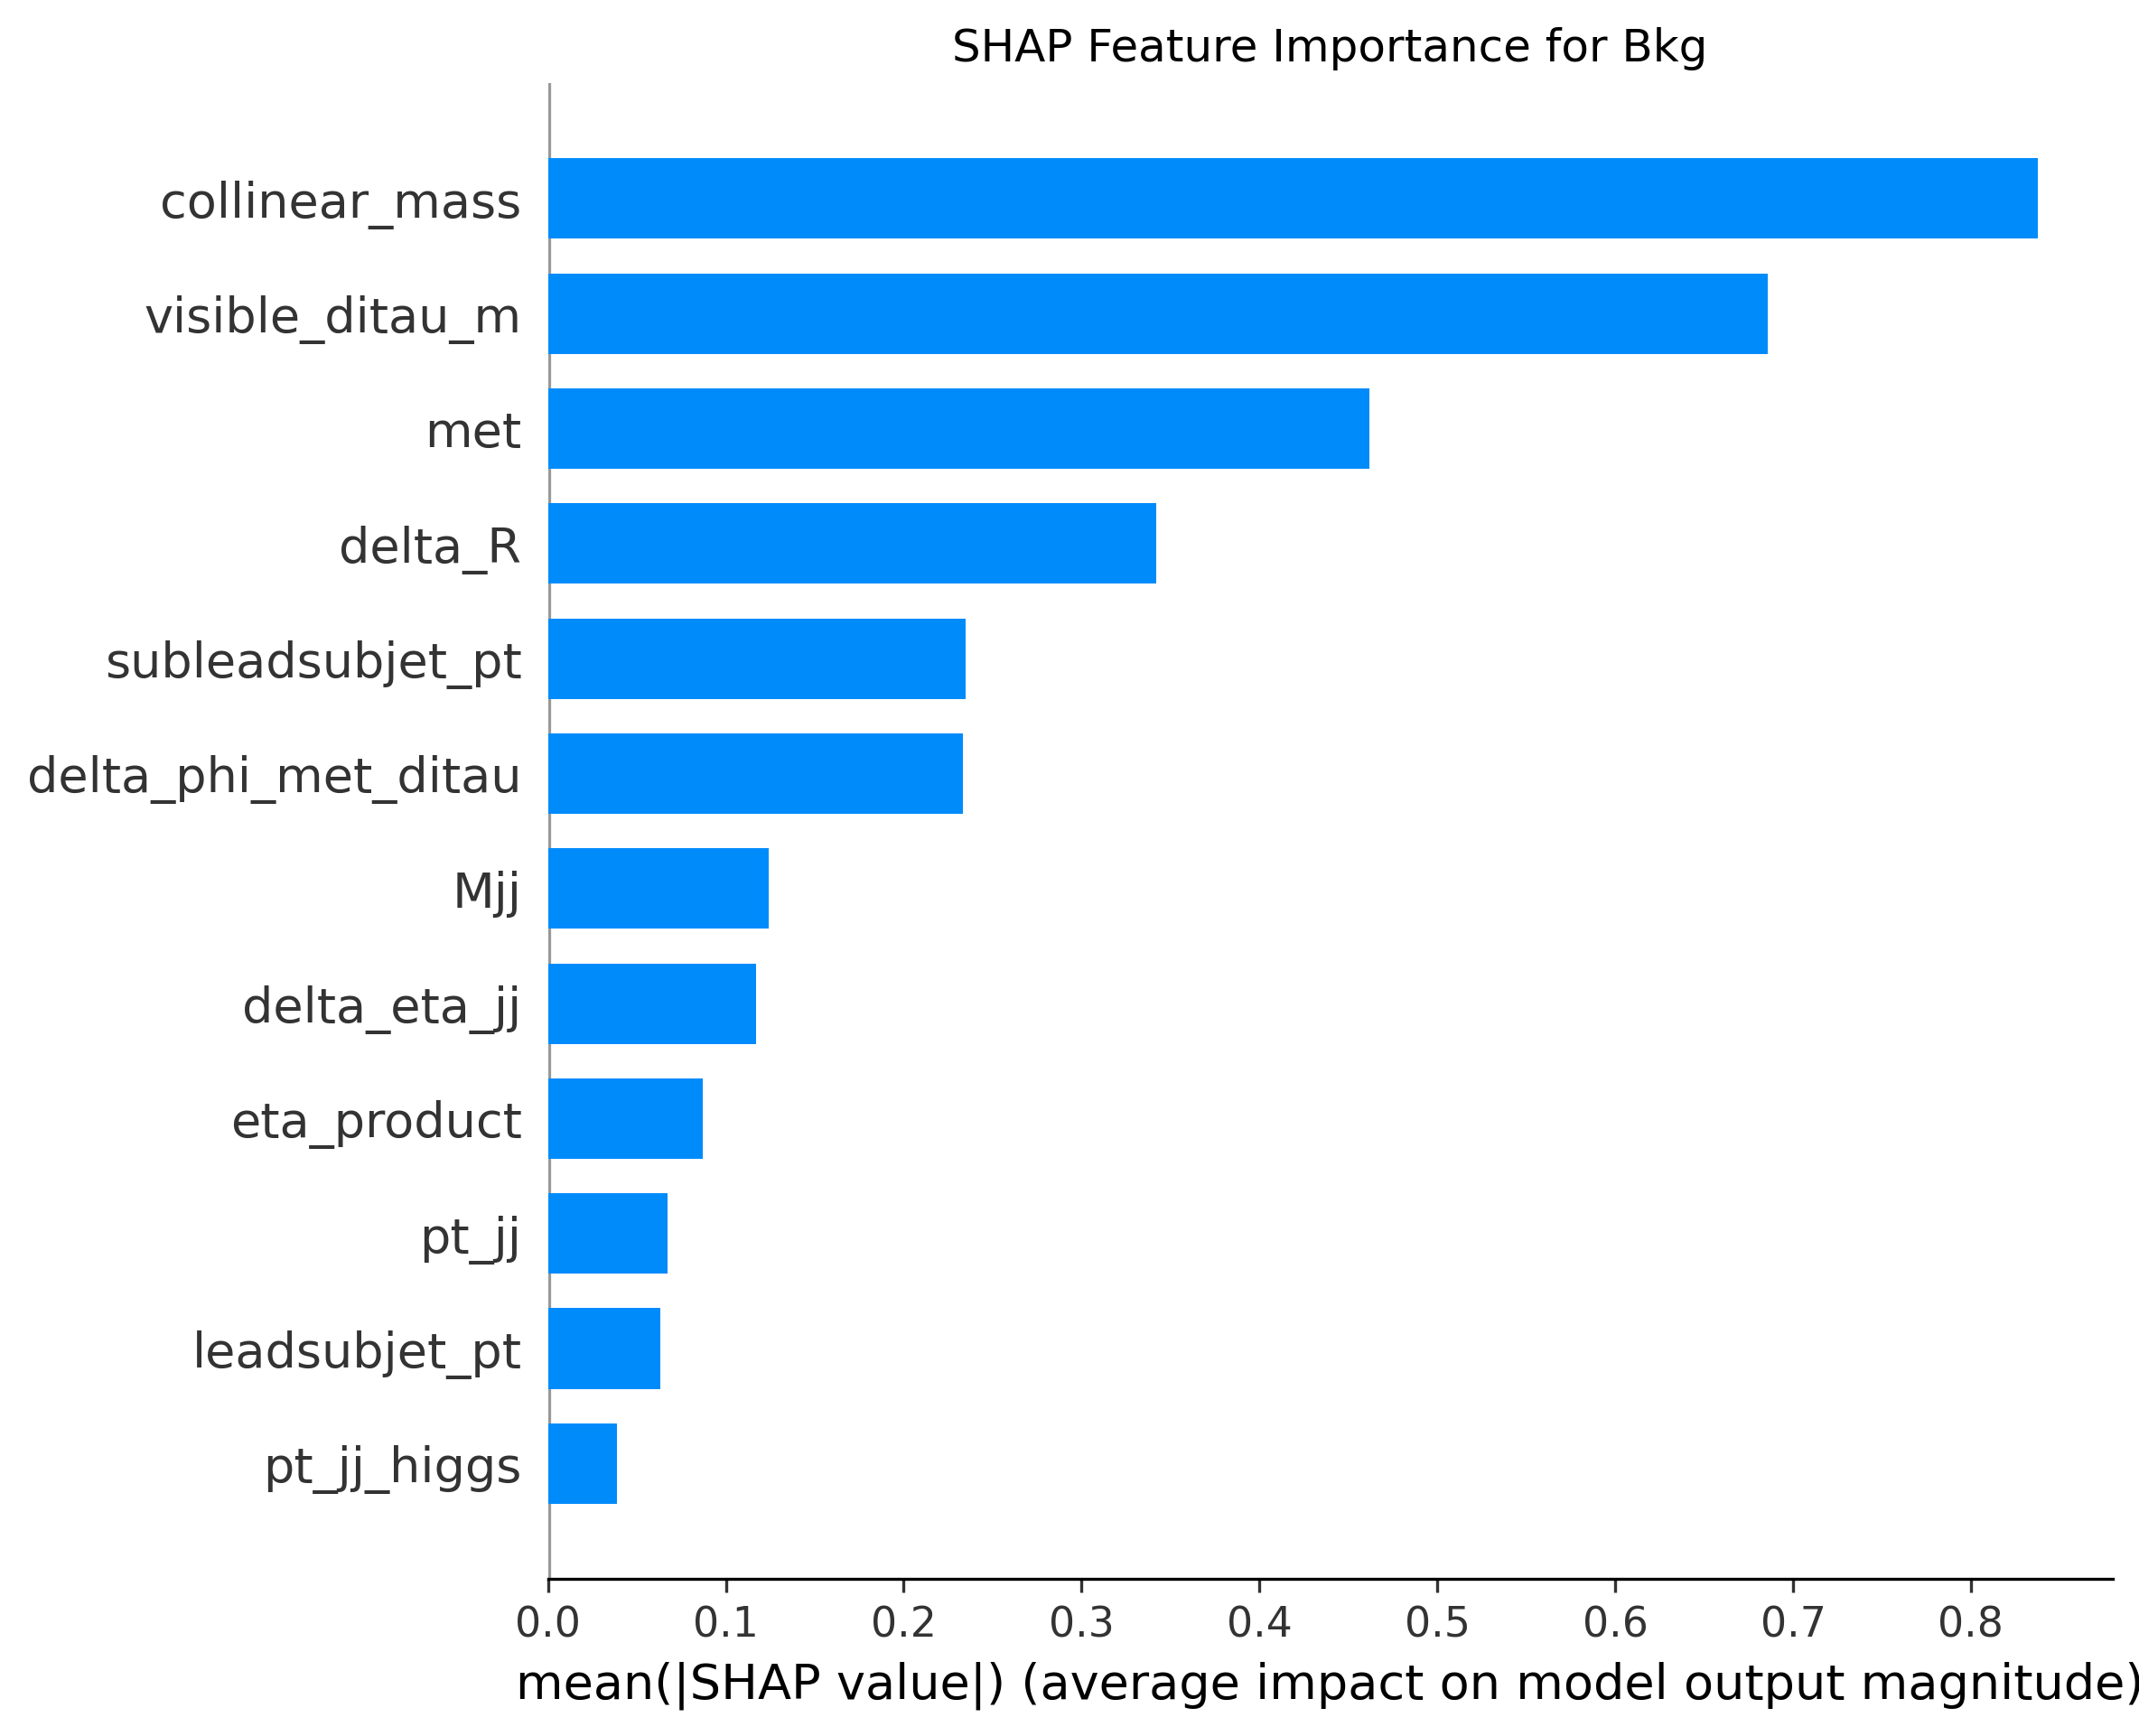 SHAP Feature Importance for Bkg
collinear_mass
visible_ditau_m
met
delta_R
subleadsubjet_pt
delta_phi_met_ditau
Mjj
delta_eta_jj
eta_product
pt_jj
leadsubjet_pt
pt_jj_higgs
0.0 0.1 0.2 0.3 0.4 0.5 0.6 0.7 0.8
mean(|SHAP value|) (average impact on model output magnitude)